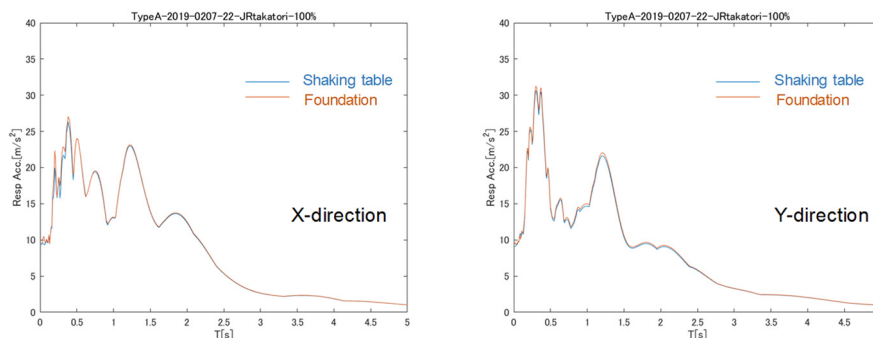 TypeA-2019-0207-22-JRtakatori-100%
40
35
30
25
20
15
10
5
0
Resp Acc.[m/s²]
Shaking table
Foundation
X-direction
0 0.5 1 1.5 2 2.5 3 3.5 4 4.5 5
T[s]
TypeA-2019-0207-22-JRtakatori-100%
40
35
30
25
20
15
10
5
0
Resp Acc.[m/s²]
Shaking table
Foundation
Y-direction
0 0.5 1 1.5 2 2.5 3 3.5 4 4.5
T[s]